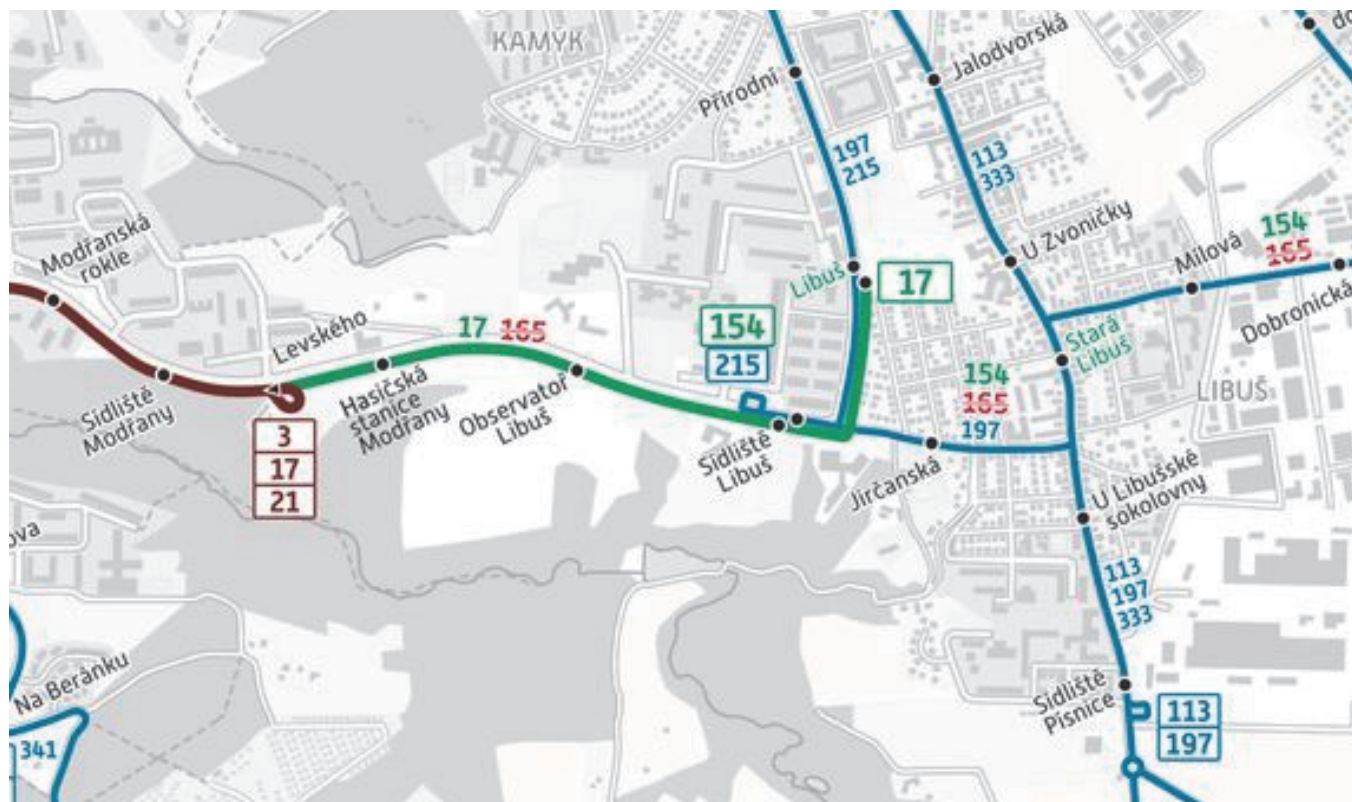 KAMÝK
Přírodní
Jalodvorská
197
215
113
333
U Zvoničky
Milová
154
165
Dobronická
Modřanská
rokle
Libuš
17
Stará
Libuš
LIBUŠ
Levského
17 165
154
215
154
165
197
Sídliště
Modřany
Hasičská
stanice
Modřany
Observatoř
Libuš
Sídliště
Libuš
Jirčanská
U Libušské
sokolovny
3
17
21
113
197
333
Na Beránku
341
Sídliště
Písnice
113
197